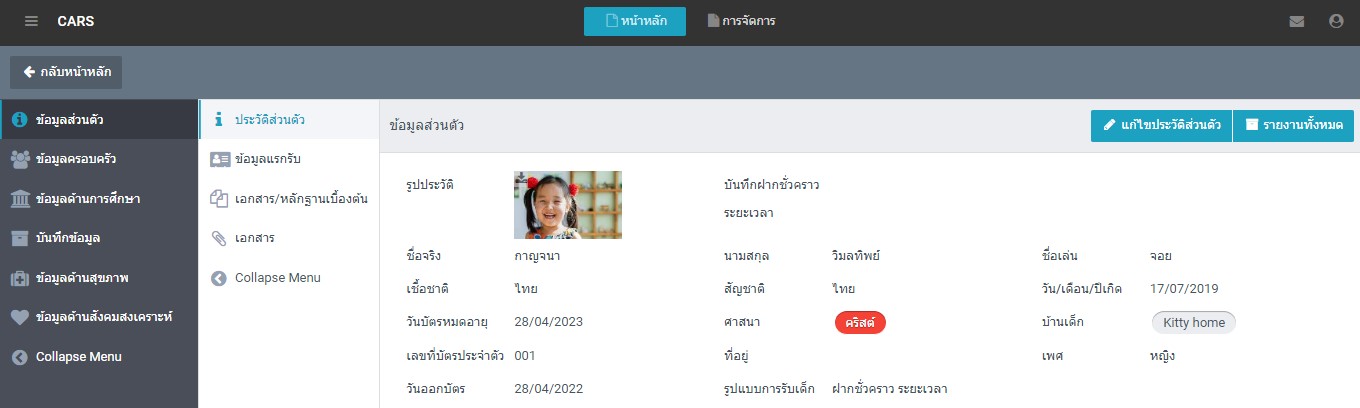 CARS
หน้าหลัก
การจัดการ
กลับหน้าหลัก
ข้อมูลส่วนตัว
ข้อมูลครอบครัว
ข้อมูลด้านการศึกษา
บันทึกข้อมูล
ข้อมูลด้านสุขภาพ
ข้อมูลด้านสังคมสงเคราะห์
Collapse Menu
ประวัติส่วนตัว
ข้อมูลแรกรับ
เอกสาร/หลักฐานเบื้องต้น
เอกสาร
Collapse Menu
ข้อมูลส่วนตัว
แก้ไขประวัติส่วนตัว
รายงานทั้งหมด
รูปประวัติ
บันทึกฝากชั่วคราว
ระยะเวลา
ชื่อจริง กาญจนา นามสกุล วิมลทิพย์ ชื่อเล่น จอย
เชื้อชาติ ไทย สัญชาติ ไทย วัน/เดือน/ปีเกิด 17/07/2019
วันบัตรหมดอายุ 28/04/2023 ศาสนา คริสต์ บ้านเด็ก Kitty home
เลขที่บัตรประจำตัว 001 ที่อยู่ เพศ หญิง
วันออกบัตร 28/04/2022 รูปแบบการรับเด็ก ฝากชั่วคราว ระยะเวลา